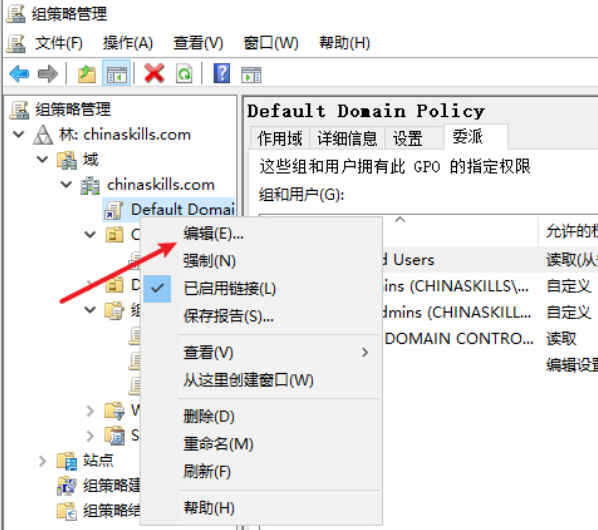 组策略管理
文件(F) 操作(A) 查看(V) 窗口(W) 帮助(H)
组策略管理
林: chinaskills.com
域
chinaskills.com
Default Domai
C
D
组
W
S
站点
组策略建
组策略结
Default Domain Policy
作用域 详细信息 设置 委派
这些组和用户拥有此 GPO 的指定权限
组和用户(G):
允许的权
d Users 读取(从
ins (CHINASKILLS\... 自定义
dmins (CHINASKILL... 自定义
DOMAIN CONTRO... 读取
编辑设置
编辑(E)...
强制(N)
已启用链接(L)
保存报告(S)...
查看(V)
从这里创建窗口(W)
删除(D)
重命名(M)
刷新(F)
帮助(H)